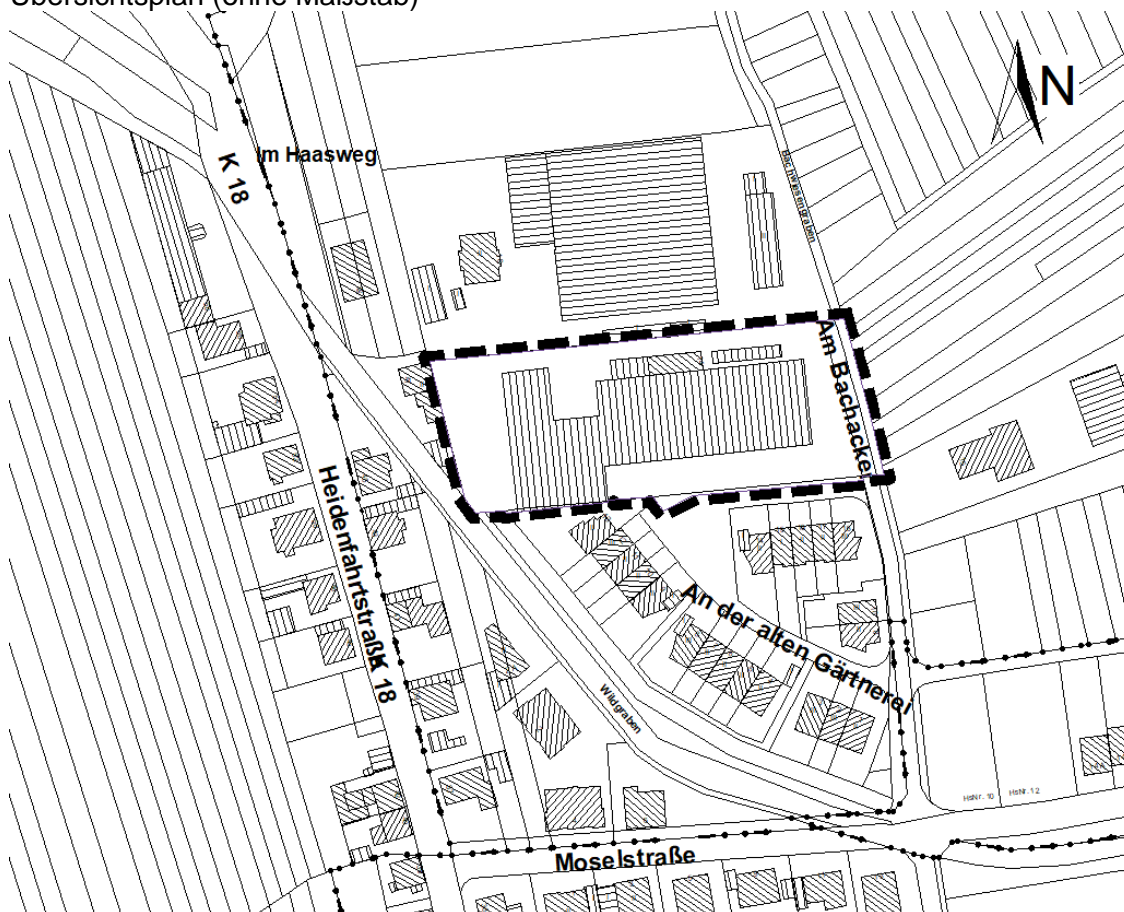 Übersichtsplan (ohne Maßstab)
N
K 18
Im Haasweg
Bachwiesengraben
Am Bachacker
Heidenfahrtstraße
K 18
An der alten Gärtnerei
Wildgraben
HsNr. 10
HsNr. 12
Moselstraße